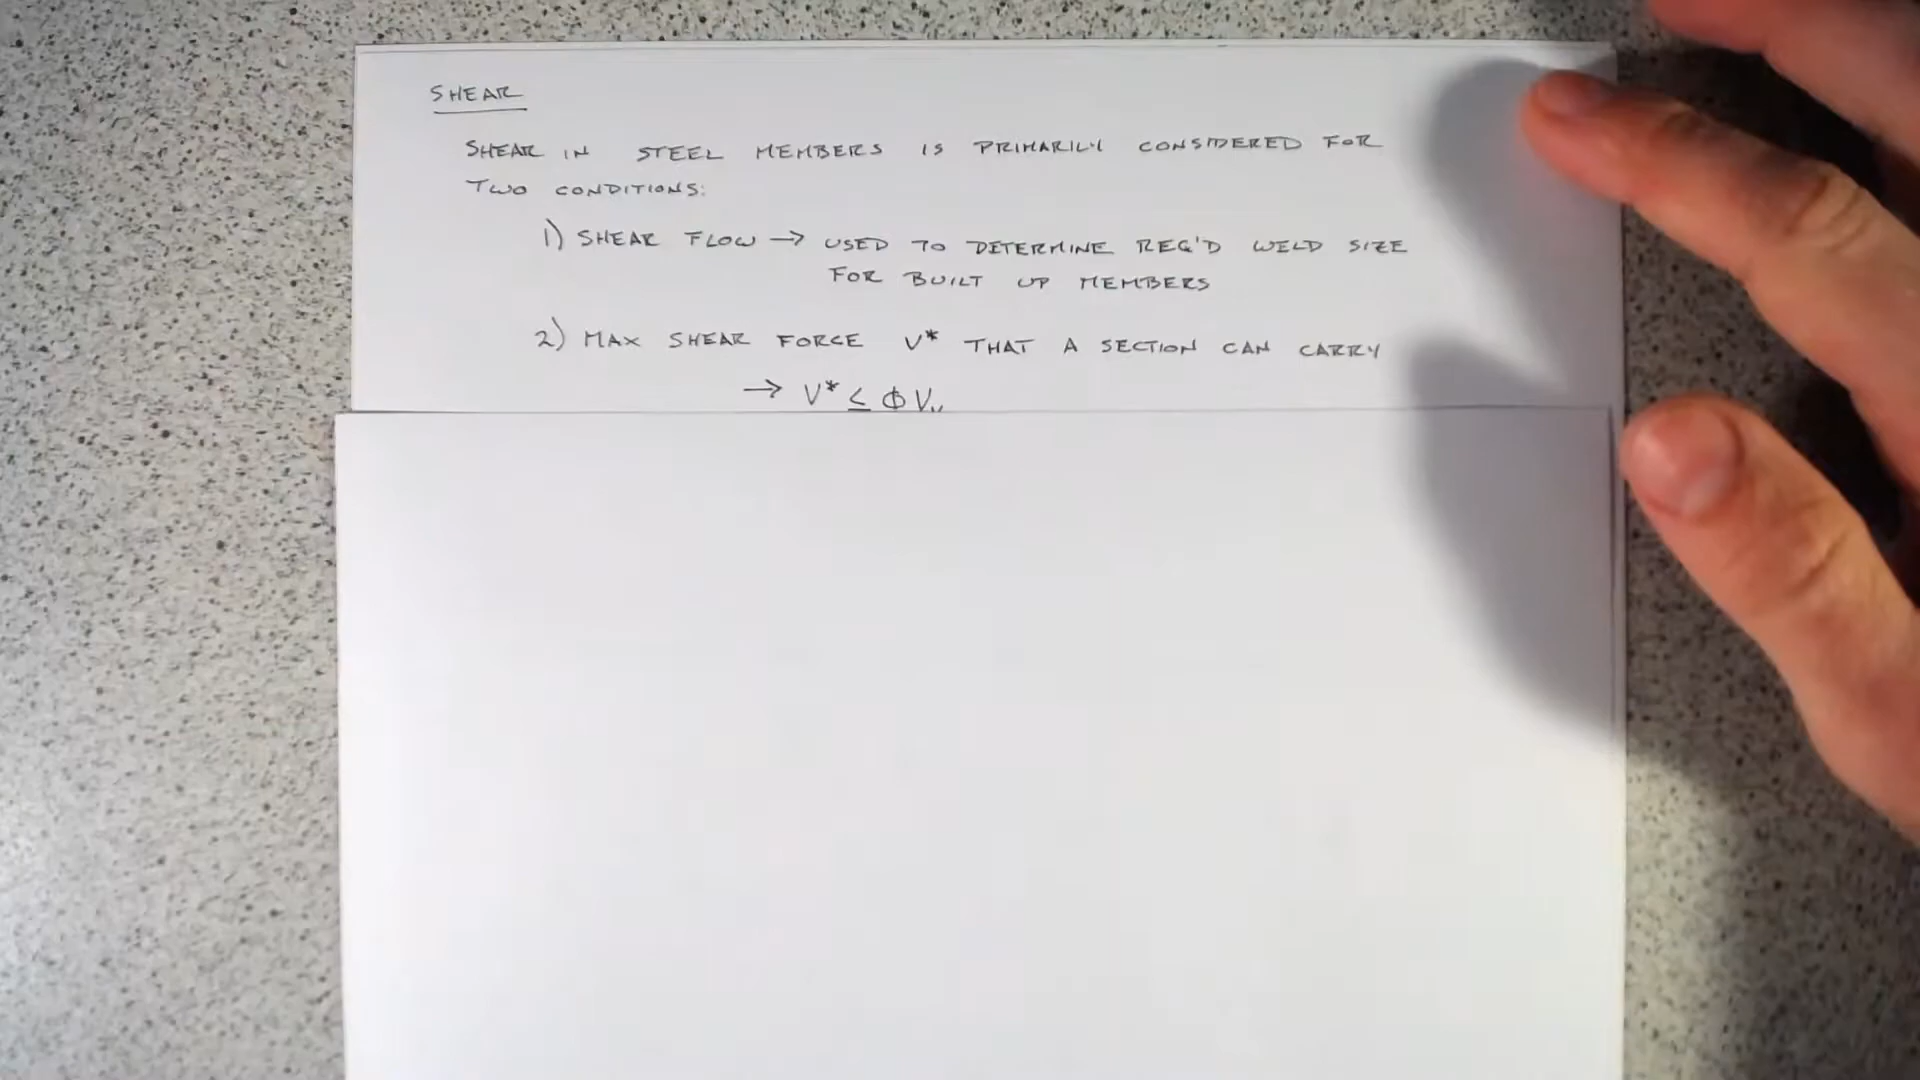 SHEAR
SHEAR IN STEEL MEMBERS IS PRIMARILY CONSIDERED FOR
TWO CONDITIONS:
1) SHEAR FLOW → USED TO DETERMINE REQ'D WELD SIZE
FOR BUILT UP MEMBERS
2) MAX SHEAR FORCE V* THAT A SECTION CAN CARRY
→ V* ≤ ϕ V